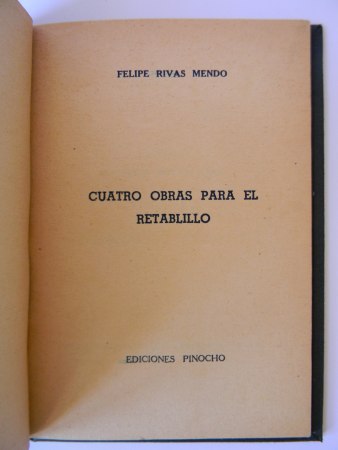 FELIPE RIVAS MENDO
CUATRO OBRAS PARA EL
RETABLILLO
EDICIONES PINOCHO